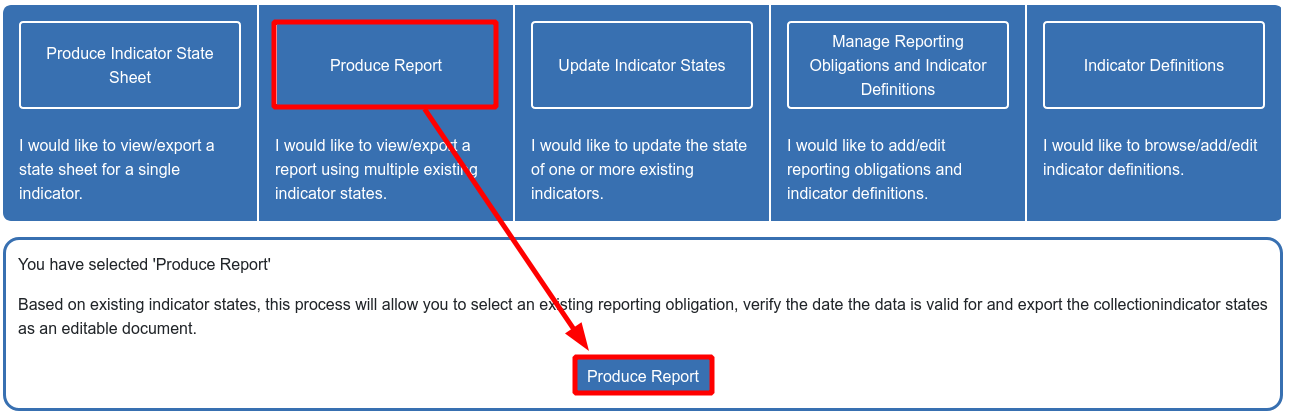 Produce Indicator State
Sheet
I would like to view/export a
state sheet for a single
indicator.
Produce Report
I would like to view/export a
report using multiple existing
indicator states.
Update Indicator States
I would like to update the state
of one or more existing
indicators.
Manage Reporting
Obligations and Indicator
Definitions
I would like to add/edit
reporting obligations and
indicator definitions.
Indicator Definitions
I would like to browse/add/edit
indicator definitions.
You have selected 'Produce Report'
Based on existing indicator states, this process will allow you to select an existing reporting obligation, verify the date the data is valid for and export the collectionindicator states
as an editable document.
Produce Report